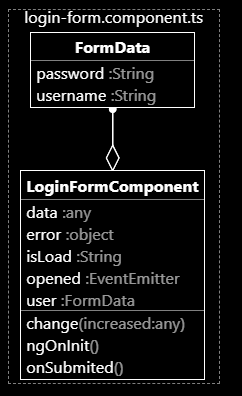 login-form.component.ts
FormData
password :String
username :String
LoginFormComponent
data :any
error :object
isLoad :String
opened :EventEmitter
user :FormData
change(increased:any)
ngOnInit()
onSubmited()